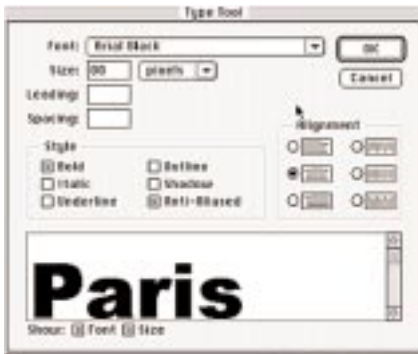 Type Tool
Font: Arial Black
OK
Size: 80 pixels
Cancel
Leading:
Spacing:
Alignment
Style
Bold Outline
Italic Shadow
Underline Anti-Aliased
Paris
Show: Font Size